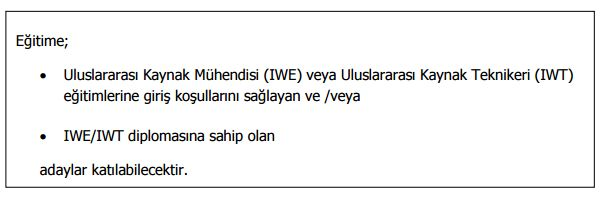 Eğitime;
• Uluslararası Kaynak Mühendisi (IWE) veya Uluslararası Kaynak Teknikeri (IWT)
eğitimlerine giriş koşullarını sağlayan ve /veya
• IWE/IWT diplomasına sahip olan
adaylar katılabilecektir.